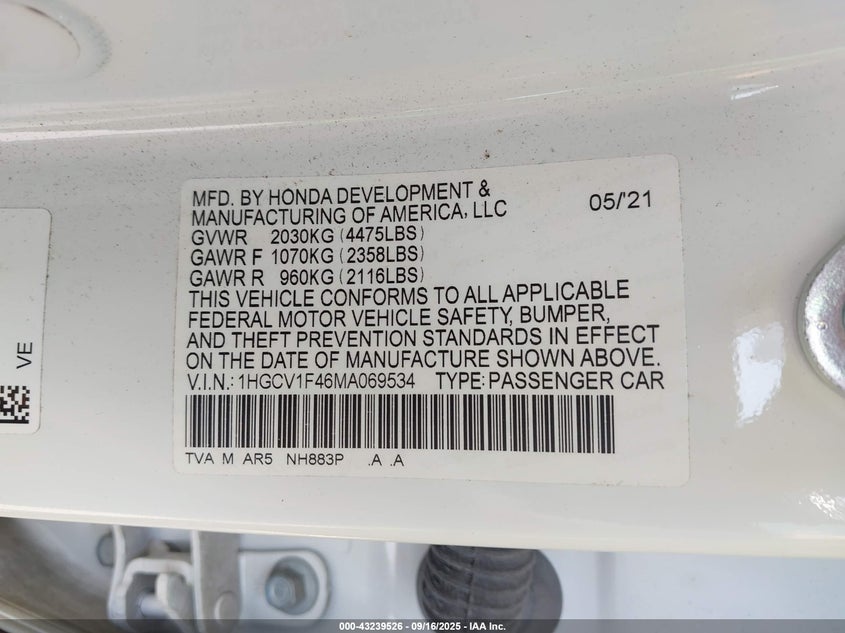 MFD. BY HONDA DEVELOPMENT &
MANUFACTURING OF AMERICA, LLC 05/'21
GVWR 2030KG (4475LBS)
GAWR F 1070KG (2358LBS)
GAWR R 960KG (2116LBS)
THIS VEHICLE CONFORMS TO ALL APPLICABLE
FEDERAL MOTOR VEHICLE SAFETY, BUMPER,
AND THEFT PREVENTION STANDARDS IN EFFECT
ON THE DATE OF MANUFACTURE SHOWN ABOVE.
V.I.N.: 1HGCV1F46MA069534 TYPE: PASSENGER CAR
TVA M AR5 NH883P .A .A
VE
000-43239526 - 09/16/2025 - IAA Inc.